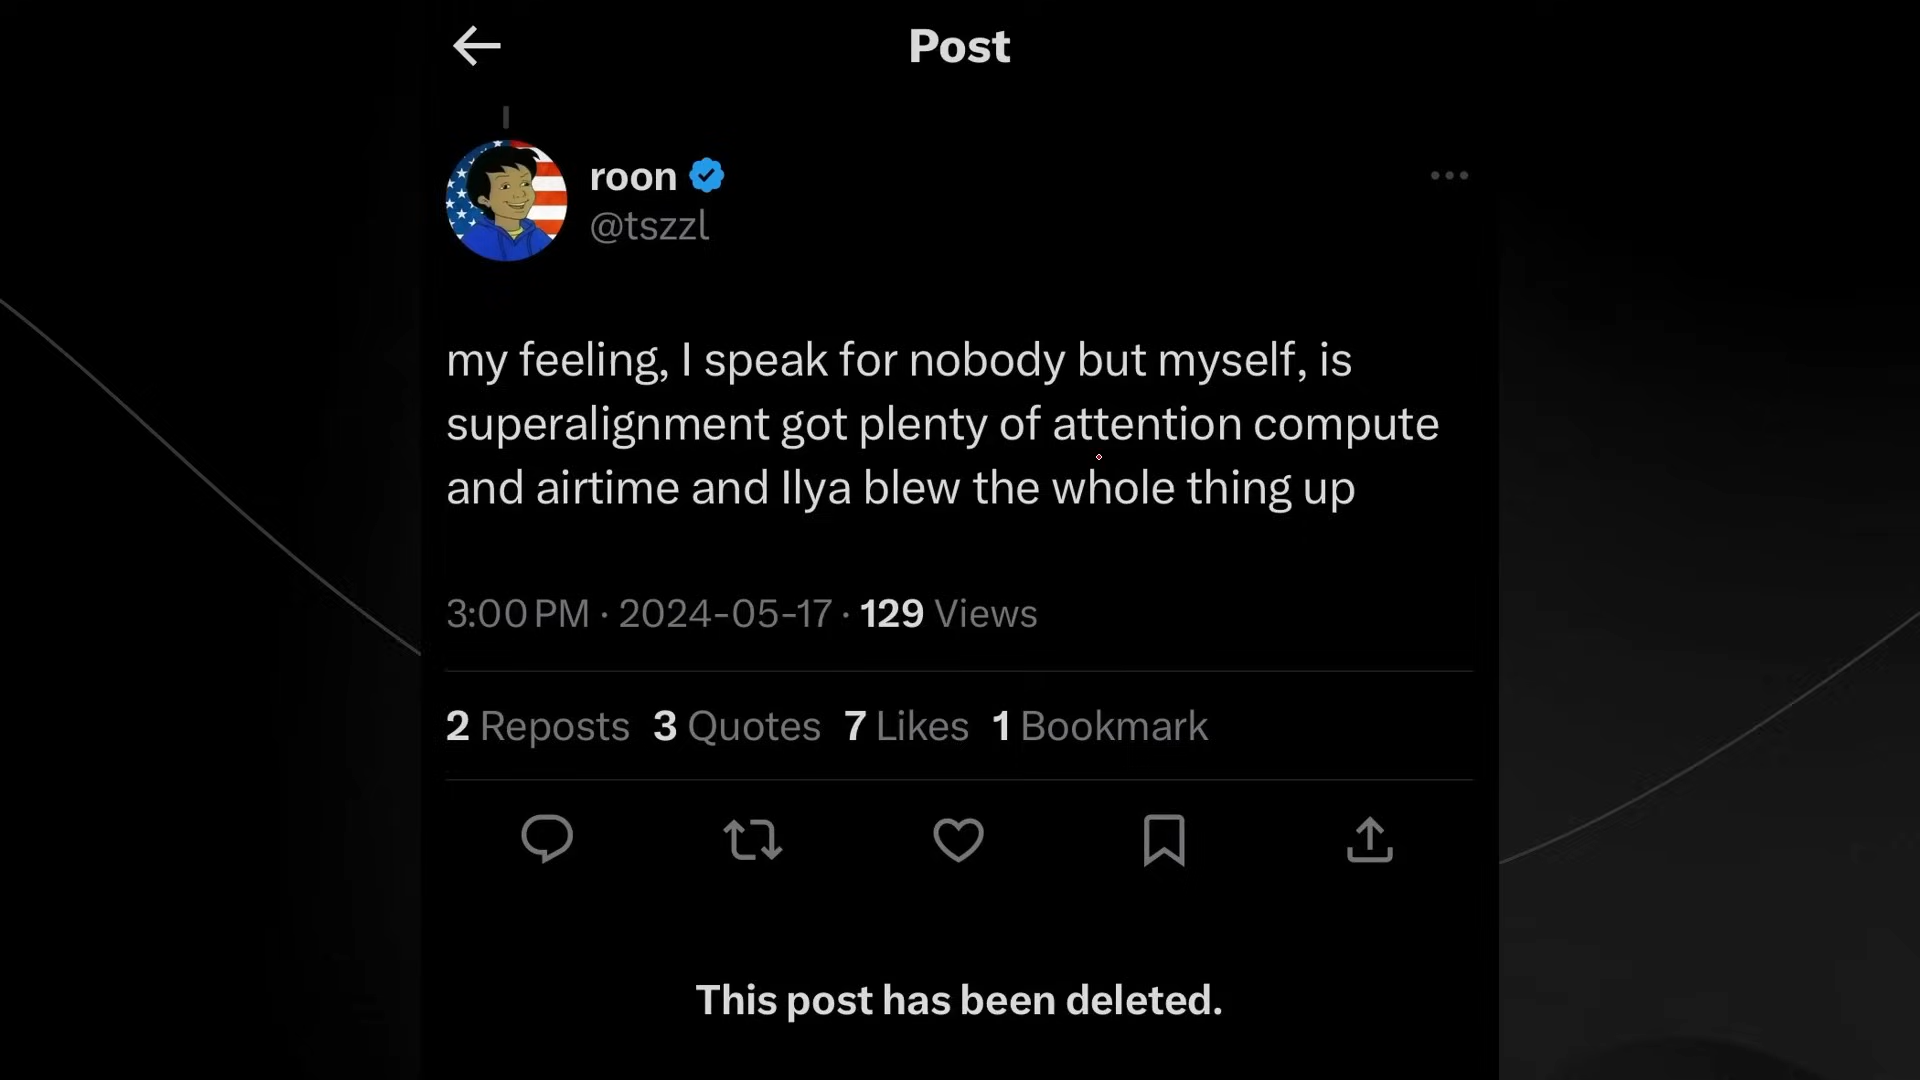 Post
roon
@tszzl
my feeling, I speak for nobody but myself, is
superalignment got plenty of attention compute
and airtime and Ilya blew the whole thing up
3:00 PM · 2024-05-17 · 129 Views
2 Reposts 3 Quotes 7 Likes 1 Bookmark
This post has been deleted.